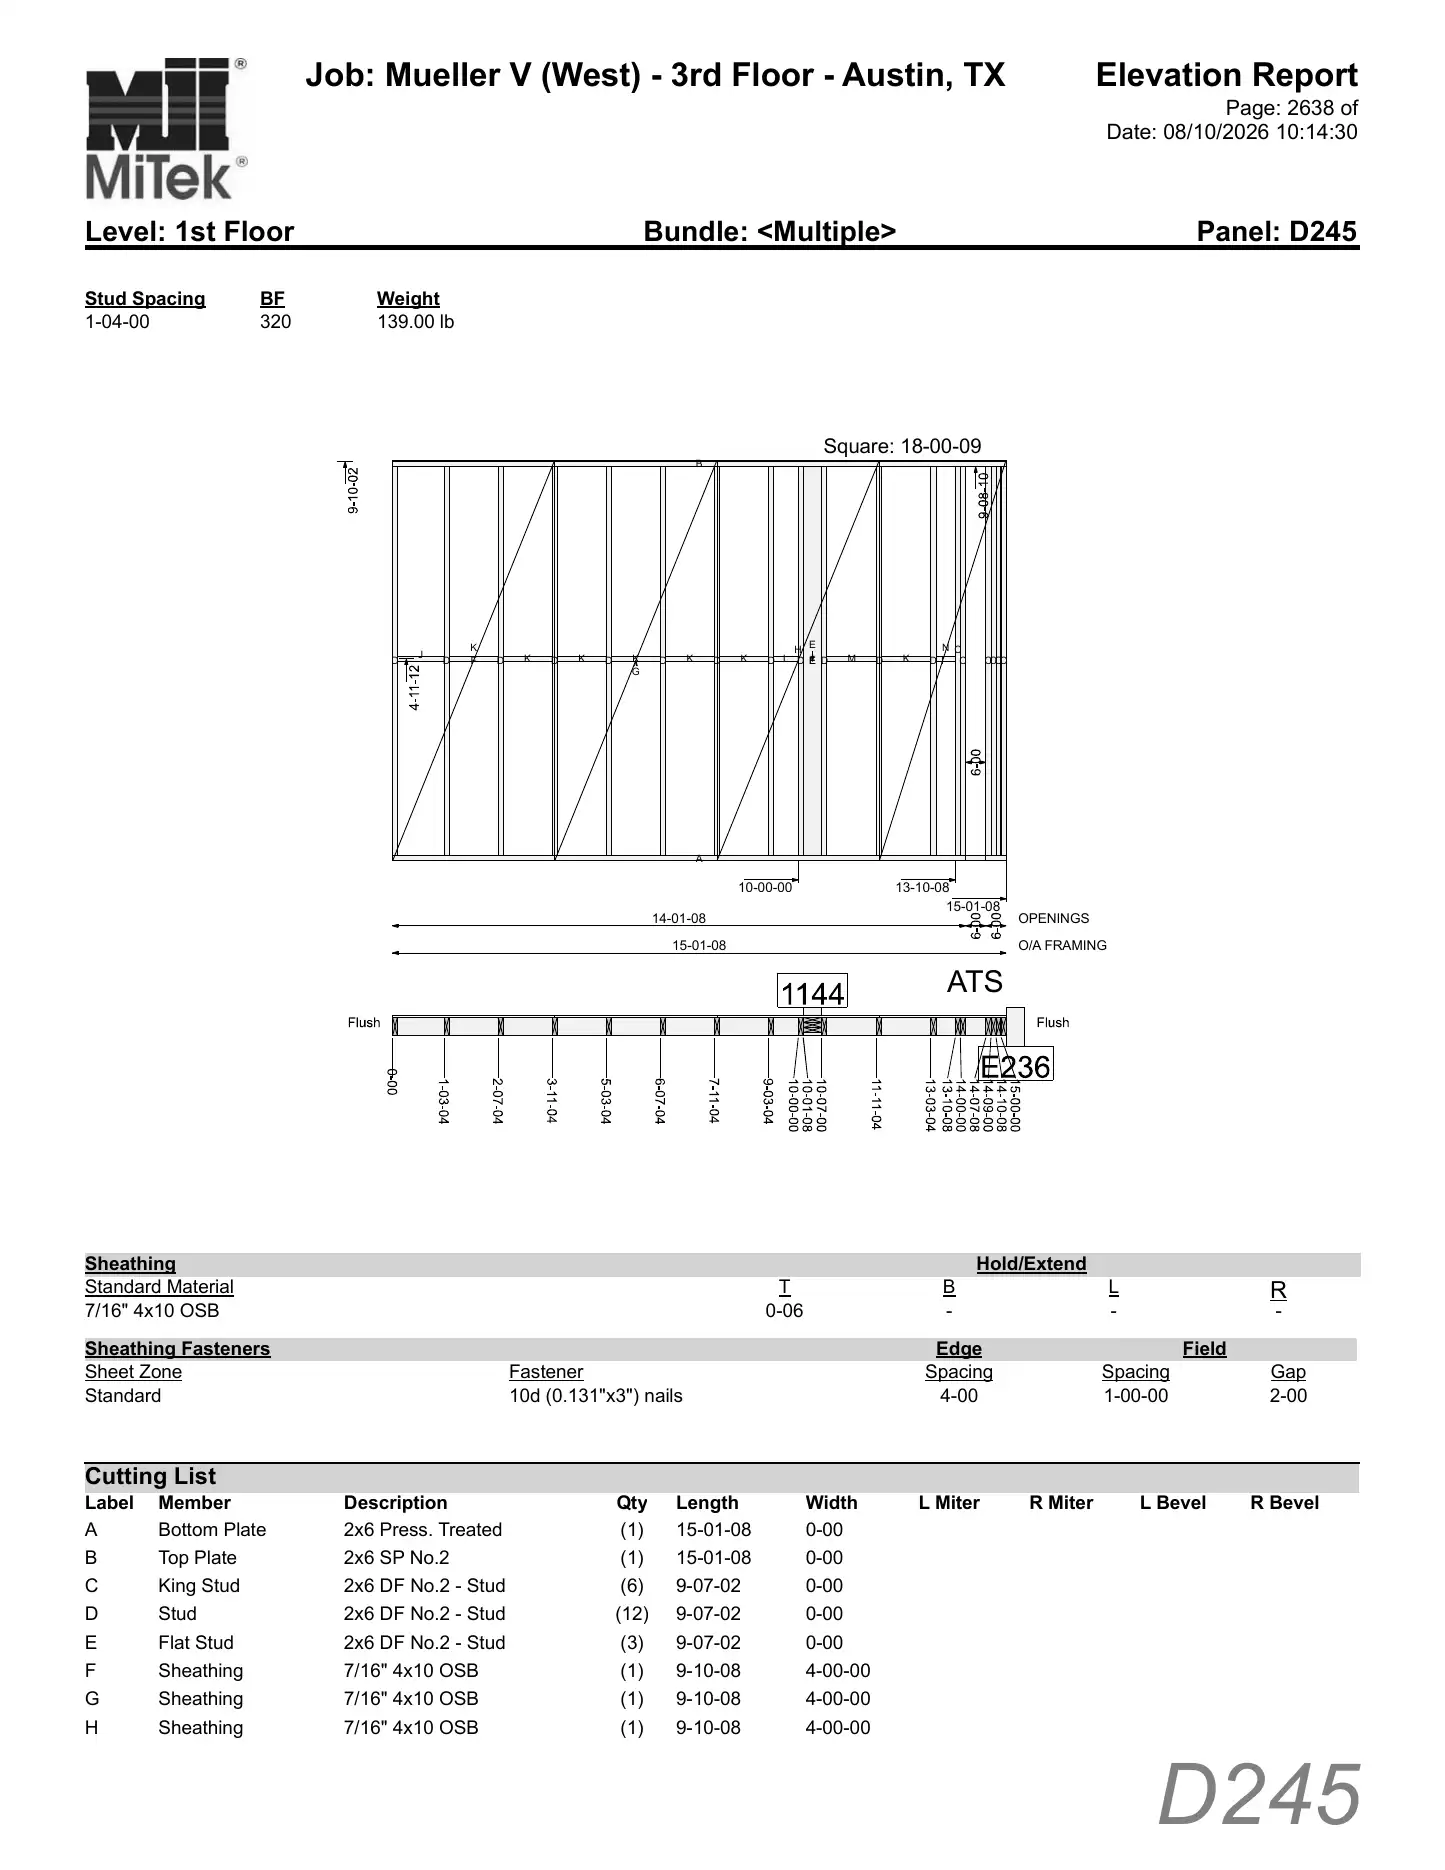 MiTek®
Job: Mueller V (West) - 3rd Floor - Austin, TX
Elevation Report
Page: 2638 of
Date: 08/10/2026 10:14:30
Level: 1st Floor Bundle: <Multiple> Panel: D245
Stud Spacing BF Weight
1-04-00 320 139.00 lb
Square: 18-00-09
9-10-02
9-08-10
B
J K K K K K K L H E E M K N O
G
4-11-12
6-00
A
10-00-00 13-10-08
15-01-08
14-01-08 6-00 6-00 OPENINGS
15-01-08 O/A FRAMING
1144 ATS
Flush Flush
E236
0-00 1-03-04 2-07-04 3-11-04 5-03-04 6-07-04 7-11-04 9-03-04 10-00-00 10-01-08 10-07-00 11-11-04 13-03-04 13-10-08 14-00-00 14-07-08 14-09-00 14-10-08 15-00-00
Sheathing Hold/Extend
Standard Material T B L R
7/16" 4x10 OSB 0-06 - - -
Sheathing Fasteners Edge Field
Sheet Zone Fastener Spacing Spacing Gap
Standard 10d (0.131"x3") nails 4-00 1-00-00 2-00
Cutting List
Label Member Description Qty Length Width L Miter R Miter L Bevel R Bevel
A Bottom Plate 2x6 Press. Treated (1) 15-01-08 0-00
B Top Plate 2x6 SP No.2 (1) 15-01-08 0-00
C King Stud 2x6 DF No.2 - Stud (6) 9-07-02 0-00
D Stud 2x6 DF No.2 - Stud (12) 9-07-02 0-00
E Flat Stud 2x6 DF No.2 - Stud (3) 9-07-02 0-00
F Sheathing 7/16" 4x10 OSB (1) 9-10-08 4-00-00
G Sheathing 7/16" 4x10 OSB (1) 9-10-08 4-00-00
H Sheathing 7/16" 4x10 OSB (1) 9-10-08 4-00-00
D245